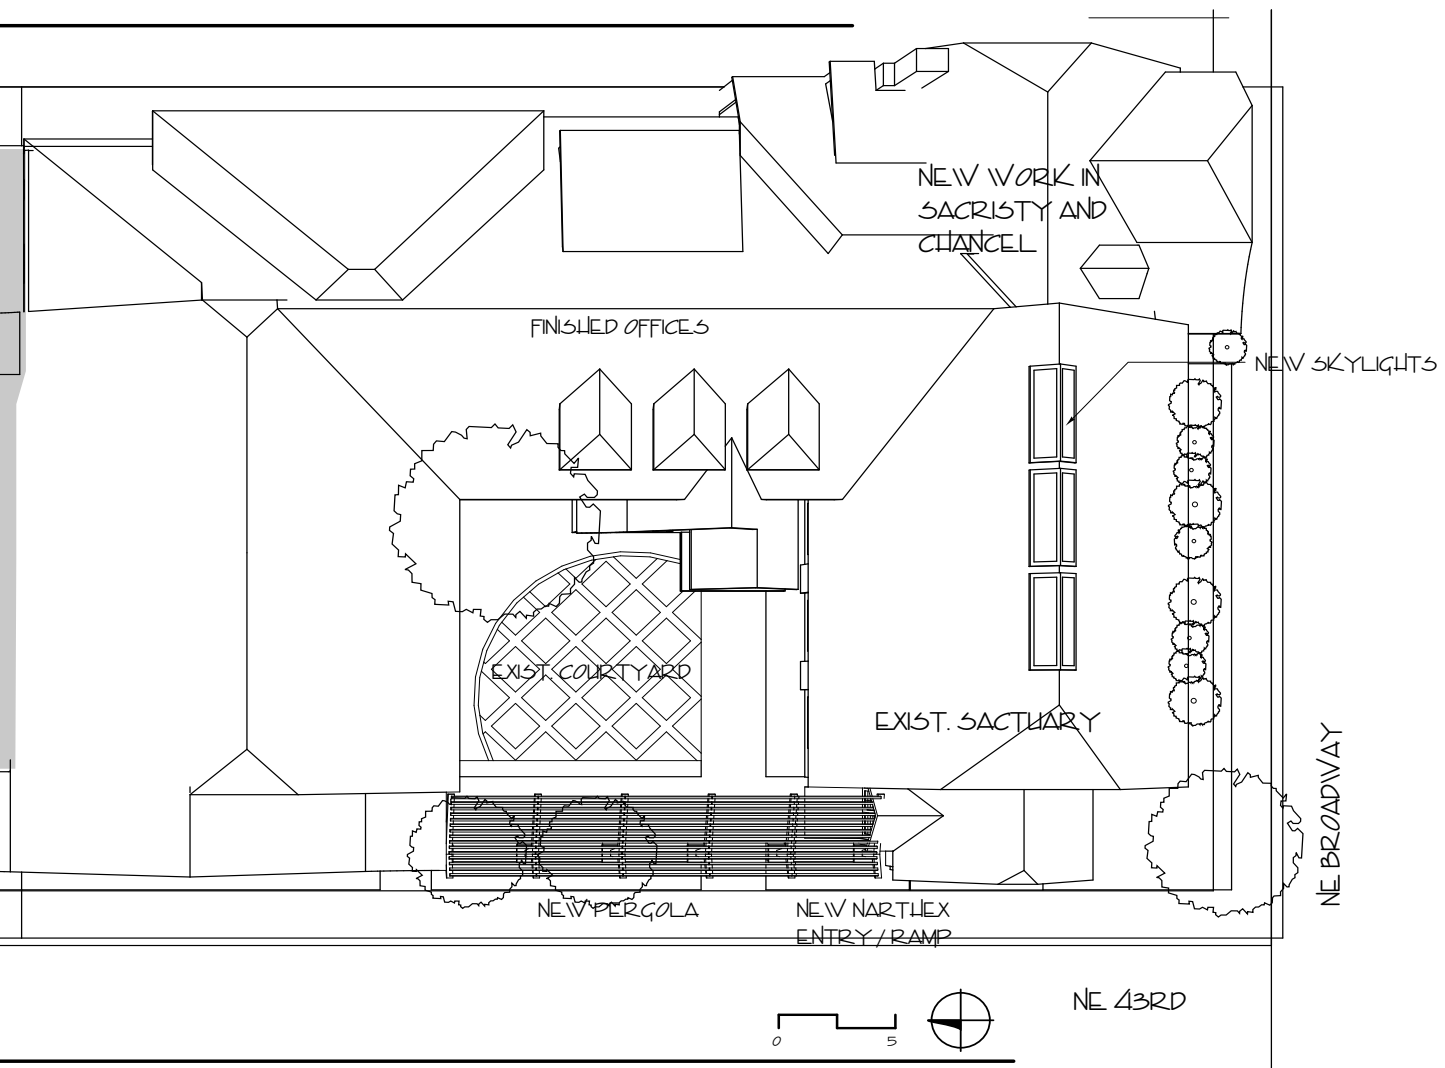 NEW WORK IN
SACRISTY AND
CHANCEL
FINISHED OFFICES
NEW SKYLIGHTS
EXIST. COURTYARD
EXIST. SACTUARY
NE BROADWAY
NEW PERGOLA
NEW NARTHEX
ENTRY / RAMP
NE 43RD
0 5